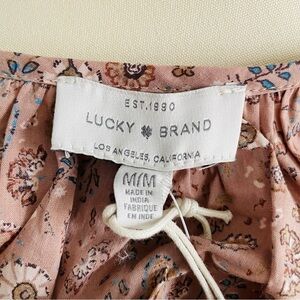 EST.1990
LUCKY BRAND
LOS ANGELES, CALIFORNIA
M/M
MADE IN
INDIA
FABRIQUE
EN INDE